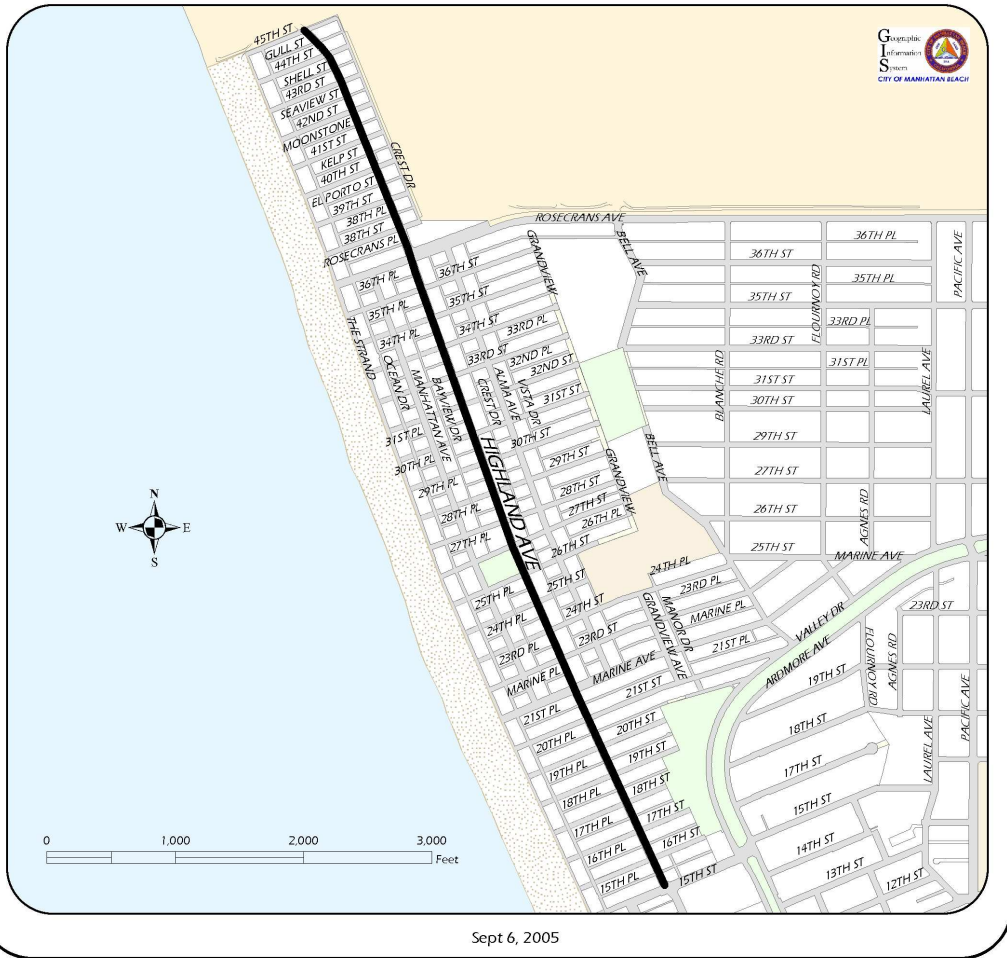 45TH ST
GULL ST
44TH ST
SHELL ST
43RD ST
SEAVIEW ST
42ND ST
MOONSTONE
41ST ST
KELP ST
40TH ST
EL PORTO ST
39TH ST
38TH PL
38TH ST
ROSECRANS PL
CREST DR
Geographic
Information
System
CITY OF MANHATTAN BEACH
ROSECRANS AVE
GRANDVIEW
BELL AVE
36TH PL
36TH ST
35TH PL
35TH ST
33RD PL
33RD ST
31ST PL
31ST ST
30TH ST
29TH ST
27TH ST
26TH ST
25TH ST
FLOURNOY RD
PACIFIC AVE
BLANCHE RD
LAUREL AVE
AGNES RD
MARINE AVE
36TH PL
36TH ST
35TH PL
35TH ST
34TH PL
34TH ST
33RD PL
33RD ST
32ND PL
32ND ST
31ST ST
THE STRAND
OCEAN DR
MANHATTAN AVE
BAYVIEW DR
CREST DR
ALMA AVE
VISTA DR
HIGHLAND AVE
31ST PL
30TH PL
30TH ST
29TH PL
29TH ST
28TH PL
28TH ST
27TH PL
27TH ST
26TH PL
26TH ST
GRANDVIEW
BELL AVE
25TH PL
25TH ST
24TH PL
24TH ST
23RD PL
23RD ST
MARINE PL
MARINE AVE
24TH PL
23RD PL
MARINE PL
21ST PL
GRANDVIEW AVE
MANOR DR
VALLEY DR
ARDMORE AVE
23RD ST
FLOURNOY RD
AGNES RD
LAUREL AVE
PACIFIC AVE
21ST PL
21ST ST
20TH PL
20TH ST
19TH PL
19TH ST
18TH PL
18TH ST
17TH PL
17TH ST
16TH PL
16TH ST
15TH PL
15TH ST
19TH ST
18TH ST
17TH ST
15TH ST
14TH ST
13TH ST
12TH ST
N
W E
S
0 1,000 2,000 3,000
Feet
Sept 6, 2005